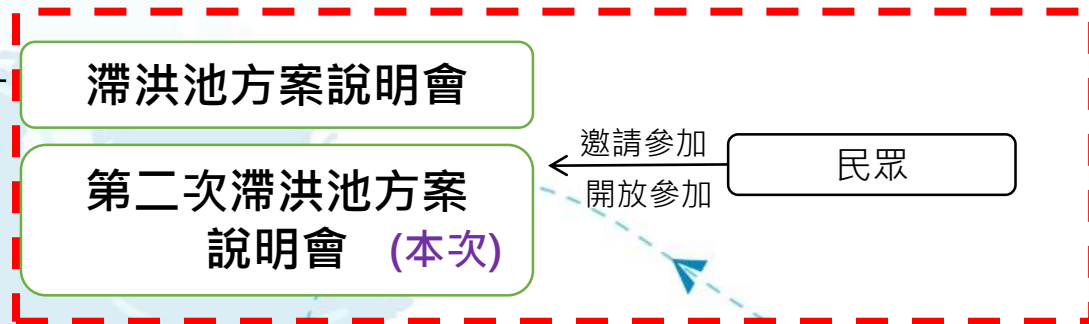 滯洪池方案說明會
第二次滯洪池方案
說明會 (本次)
邀請參加
開放參加
民眾